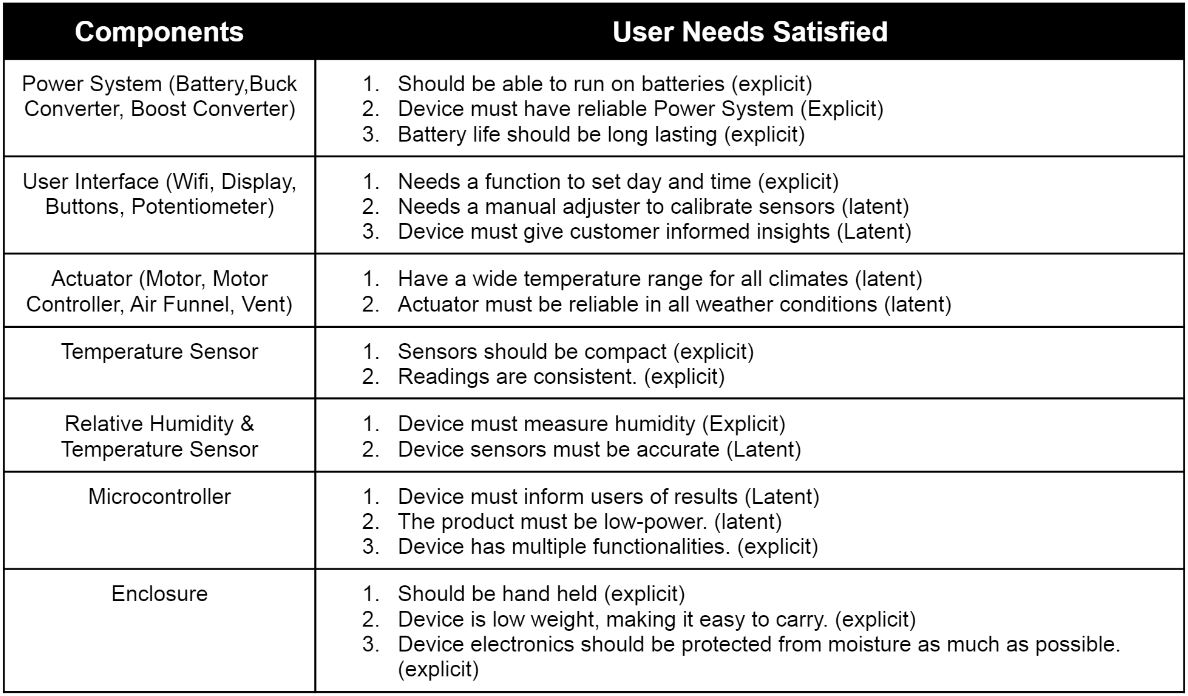 Components
User Needs Satisfied
Power System (Battery,Buck
Converter, Boost Converter)
1. Should be able to run on batteries (explicit)
2. Device must have reliable Power System (Explicit)
3. Battery life should be long lasting (explicit)
User Interface (Wifi, Display,
Buttons, Potentiometer)
1. Needs a function to set day and time (explicit)
2. Needs a manual adjuster to calibrate sensors (latent)
3. Device must give customer informed insights (Latent)
Actuator (Motor, Motor
Controller, Air Funnel, Vent)
1. Have a wide temperature range for all climates (latent)
2. Actuator must be reliable in all weather conditions (latent)
Temperature Sensor
1. Sensors should be compact (explicit)
2. Readings are consistent. (explicit)
Relative Humidity &
Temperature Sensor
1. Device must measure humidity (Explicit)
2. Device sensors must be accurate (Latent)
Microcontroller
1. Device must inform users of results (Latent)
2. The product must be low-power. (latent)
3. Device has multiple functionalities. (explicit)
Enclosure
1. Should be hand held (explicit)
2. Device is low weight, making it easy to carry. (explicit)
3. Device electronics should be protected from moisture as much as possible.
(explicit)